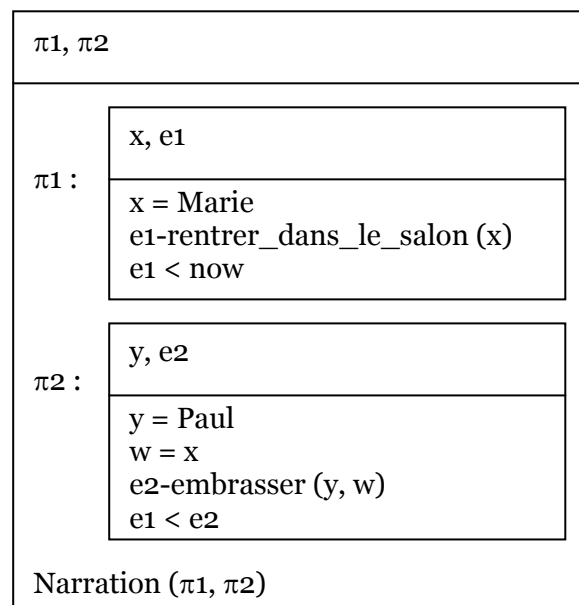 π1, π2
x, e1
π1 :
x = Marie
e1-rentrer_dans_le_salon (x)
e1 < now
y, e2
π2 :
y = Paul
w = x
e2-embrasser (y, w)
e1 < e2
Narration (π1, π2)